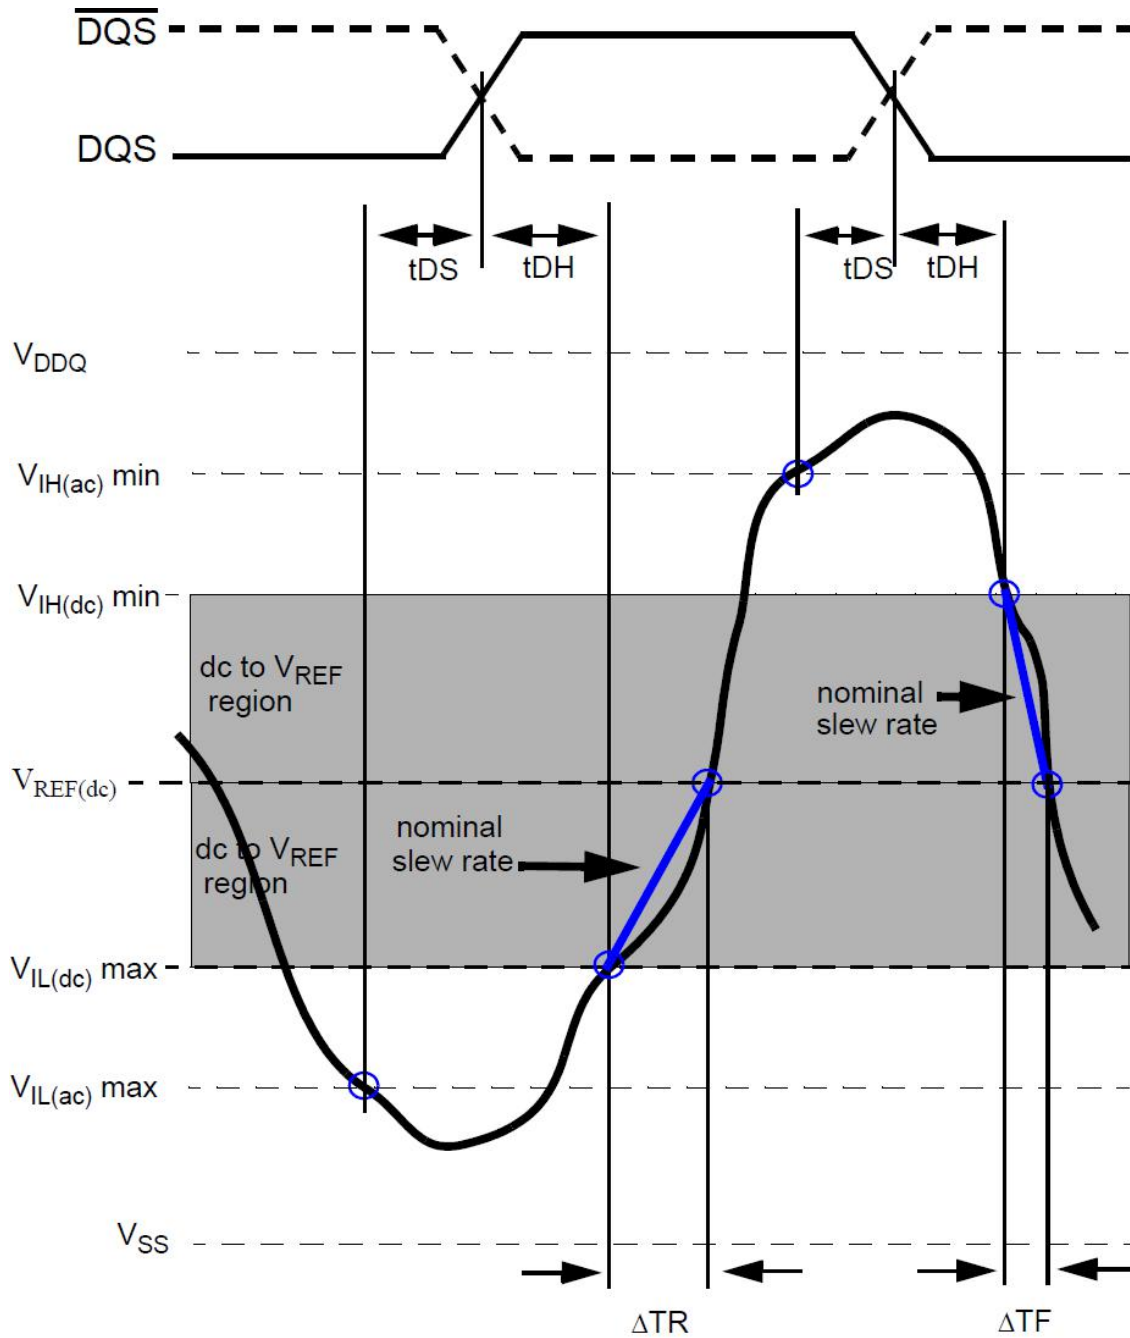 DQS
DQS
tDS
tDH
tDS
tDH
VDDQ
VIH(ac) min
VIH(dc) min
dc to VREF
region
nominal
slew rate
VREF(dc)
nominal
slew rate
dc to VREF
region
VIL(dc) max
VIL(ac) max
VSS
ΔTR
ΔTF